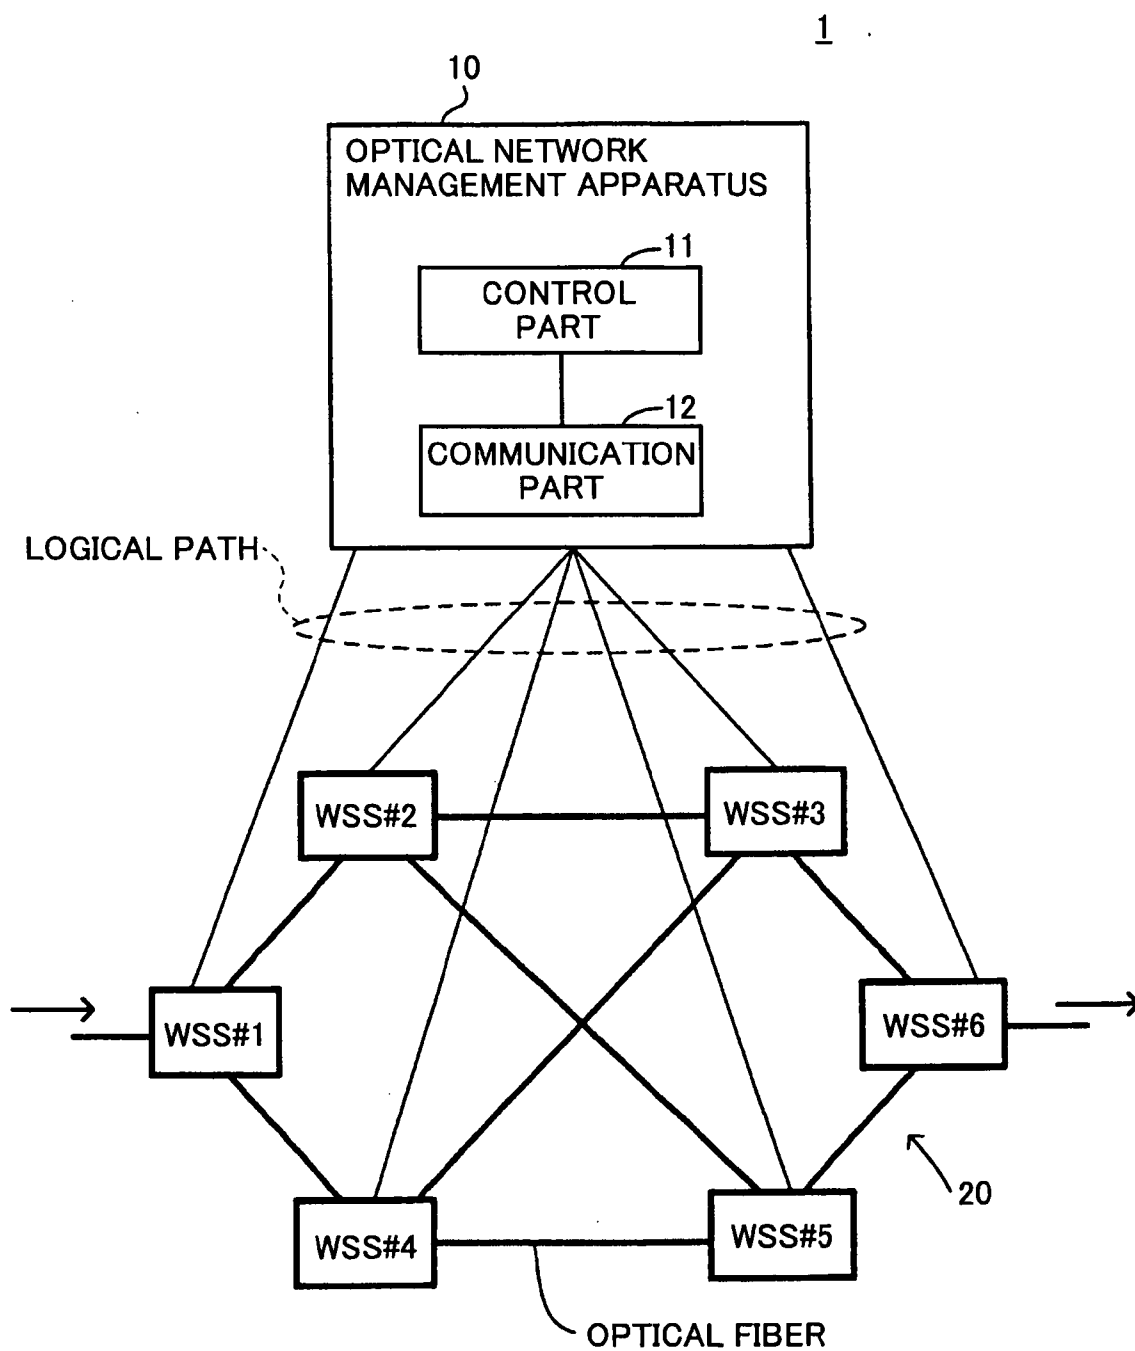 1
10
OPTICAL NETWORK
MANAGEMENT APPARATUS
11
CONTROL
PART
12
COMMUNICATION
PART
LOGICAL PATH
WSS#2
WSS#3
WSS#1
WSS#6
20
WSS#4
WSS#5
OPTICAL FIBER